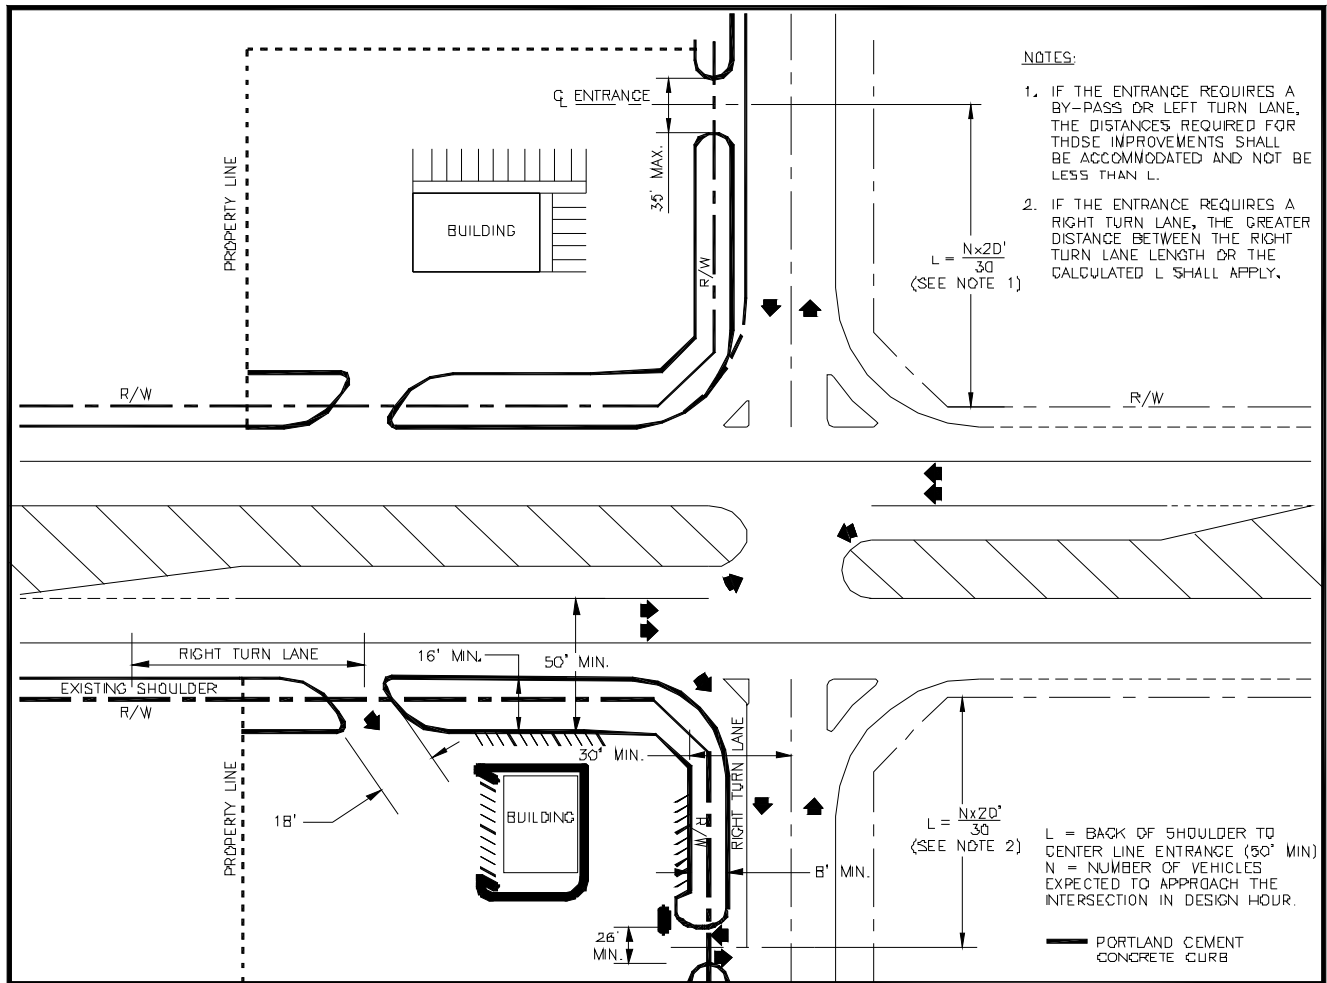 NOTES:
1. IF THE ENTRANCE REQUIRES A
BY-PASS OR LEFT TURN LANE,
THE DISTANCES REQUIRED FOR
THOSE IMPROVEMENTS SHALL
BE ACCOMMODATED AND NOT BE
LESS THAN L.
2. IF THE ENTRANCE REQUIRES A
RIGHT TURN LANE, THE GREATER
DISTANCE BETWEEN THE RIGHT
TURN LANE LENGTH OR THE
CALCULATED L SHALL APPLY.
CL ENTRANCE
35' MAX.
PROPERTY LINE
BUILDING
R/W
L = Nx20'
30
(SEE NOTE 1)
R/W
R/W
RIGHT TURN LANE
16' MIN.
50' MIN.
EXISTING SHOULDER
R/W
30' MIN.
RIGHT TURN LANE
PROPERTY LINE
18'
BUILDING
R/W
8' MIN.
26'
MIN.
L = Nx20'
30
(SEE NOTE 2)
L = BACK OF SHOULDER TO
CENTER LINE ENTRANCE (50' MIN)
N = NUMBER OF VEHICLES
EXPECTED TO APPROACH THE
INTERSECTION IN DESIGN HOUR.
PORTLAND CEMENT
CONCRETE CURB